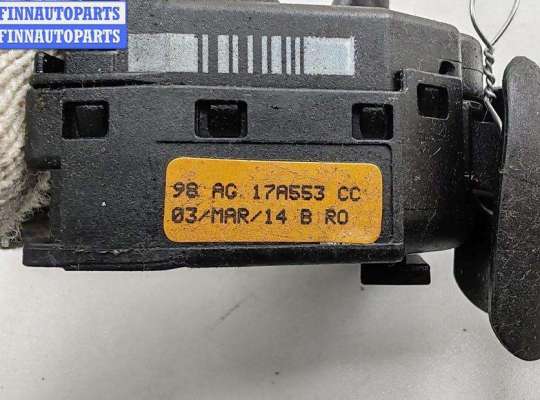 FINNAUTOPARTS
FINNAUTOPARTS
98 AG 17A553 CC
03/MAR/14 B RO